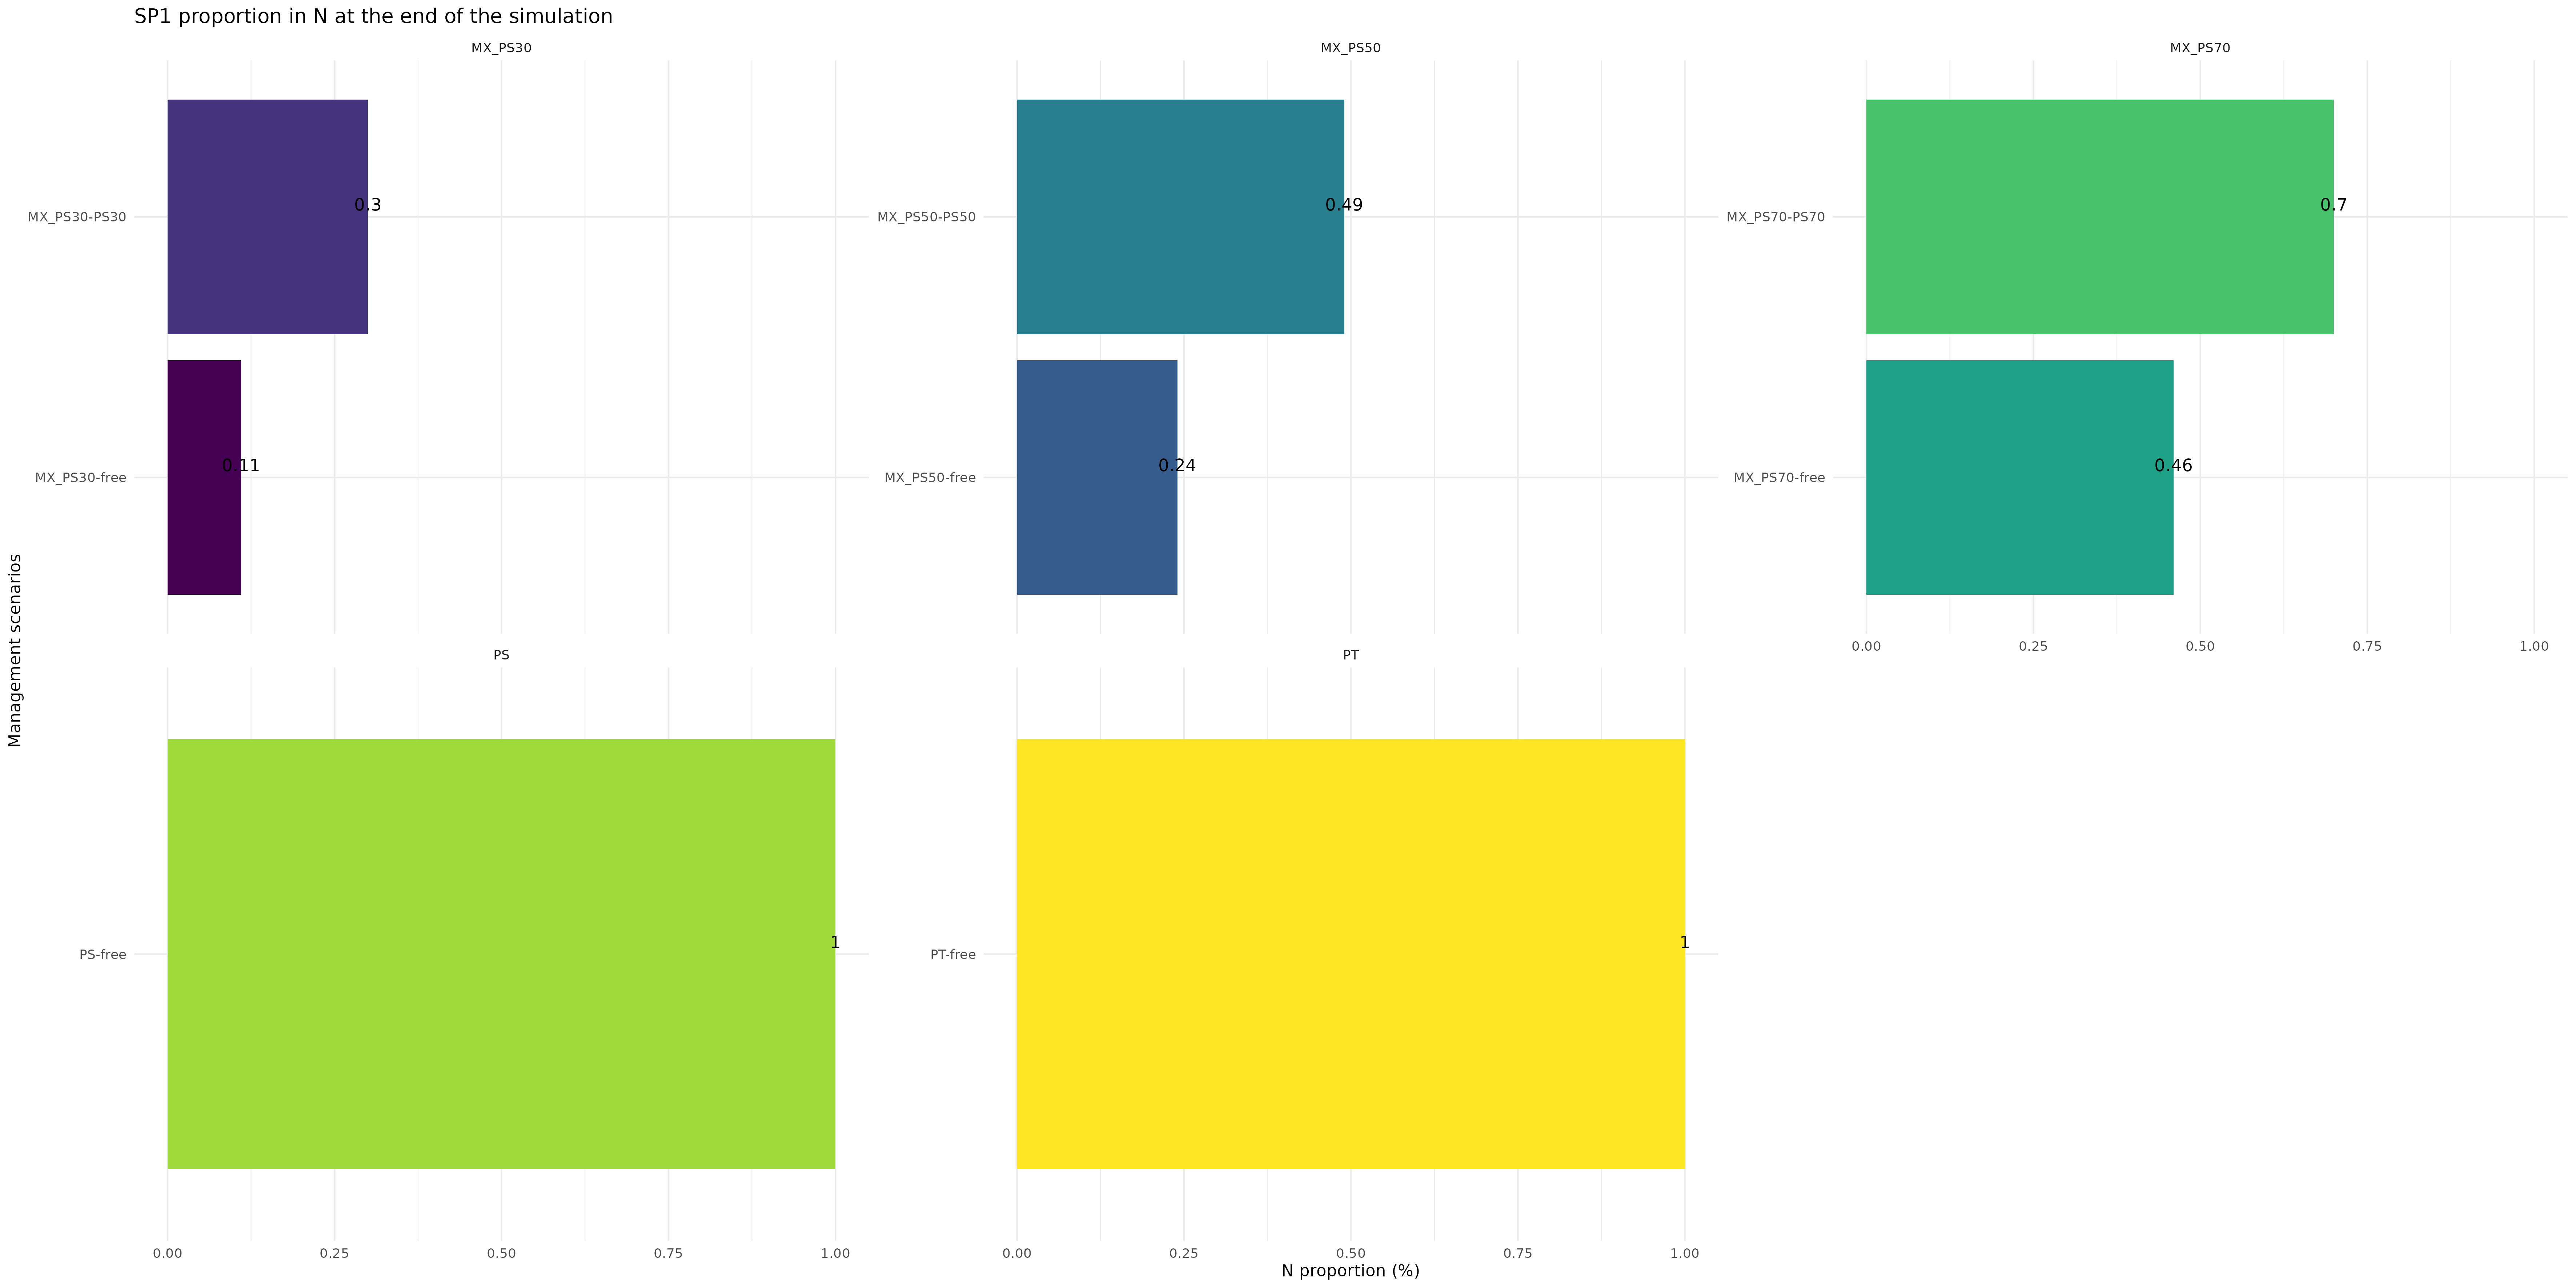 SP1 proportion in N at the end of the simulation
MX_PS30
MX_PS50
MX_PS70
MX_PS30-PS30
0.3
MX_PS50-PS50
0.49
MX_PS70-PS70
0.7
MX_PS30-free
0.11
MX_PS50-free
0.24
MX_PS70-free
0.46
0.00 0.25 0.50 0.75 1.00
Management scenarios
PS
PT
PS-free
1
PT-free
1
0.00 0.25 0.50 0.75 1.00
0.00 0.25 0.50 0.75 1.00
N proportion (%)